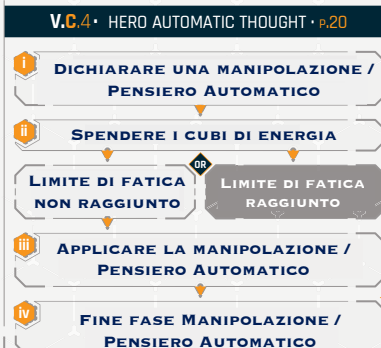 V.C.4 • HERO AUTOMATIC THOUGHT • P.20
i
DICHIARARE UNA MANIPOLAZIONE /
PENSIERO AUTOMATICO
ii
SPENDERE I CUBI DI ENERGIA
LIMITE DI FATICA
NON RAGGIUNTO
OR
LIMITE DI FATICA
RAGGIUNTO
iii
APPLICARE LA MANIPOLAZIONE /
PENSIERO AUTOMATICO
iv
FINE FASE MANIPOLAZIONE /
PENSIERO AUTOMATICO